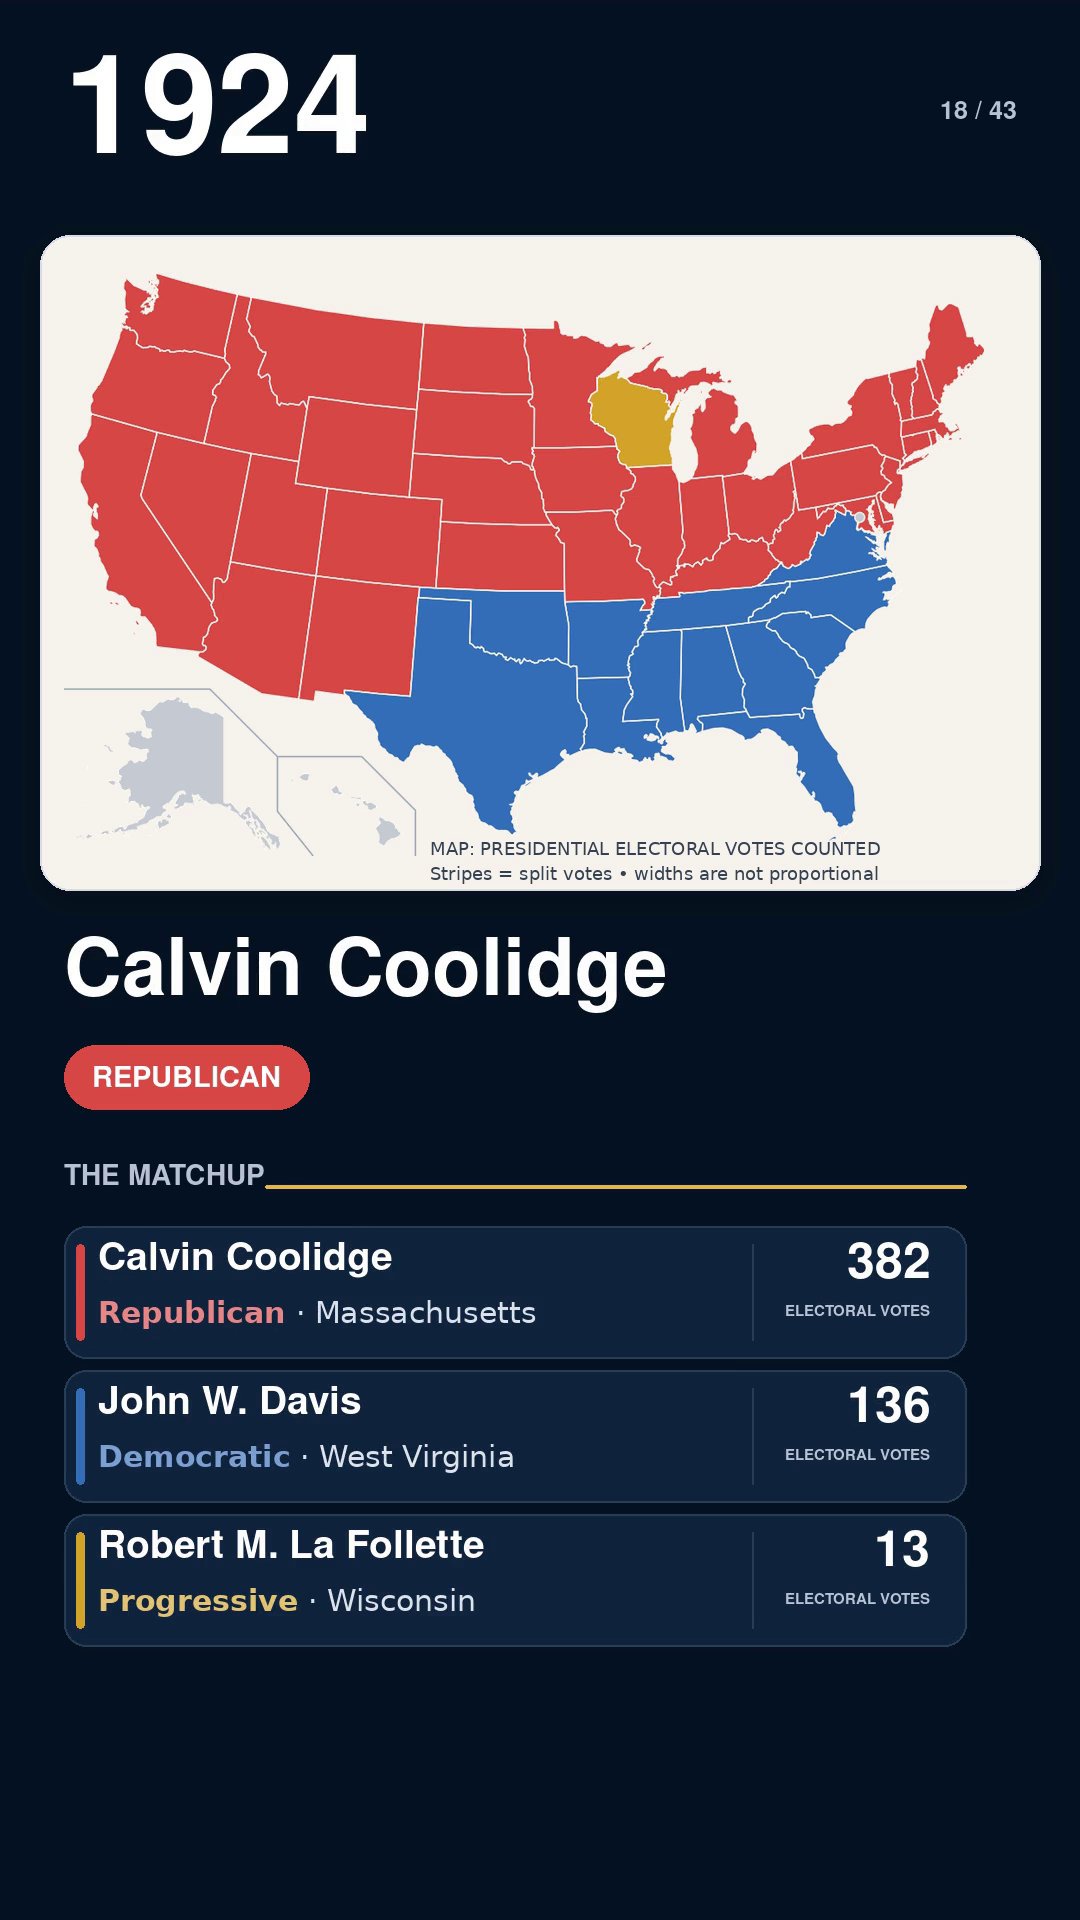 1924
18 / 43
MAP: PRESIDENTIAL ELECTORAL VOTES COUNTED
Stripes = split votes • widths are not proportional
Calvin Coolidge
REPUBLICAN
THE MATCHUP
Calvin Coolidge
382
Republican · Massachusetts
ELECTORAL VOTES
John W. Davis
136
Democratic · West Virginia
ELECTORAL VOTES
Robert M. La Follette
13
Progressive · Wisconsin
ELECTORAL VOTES